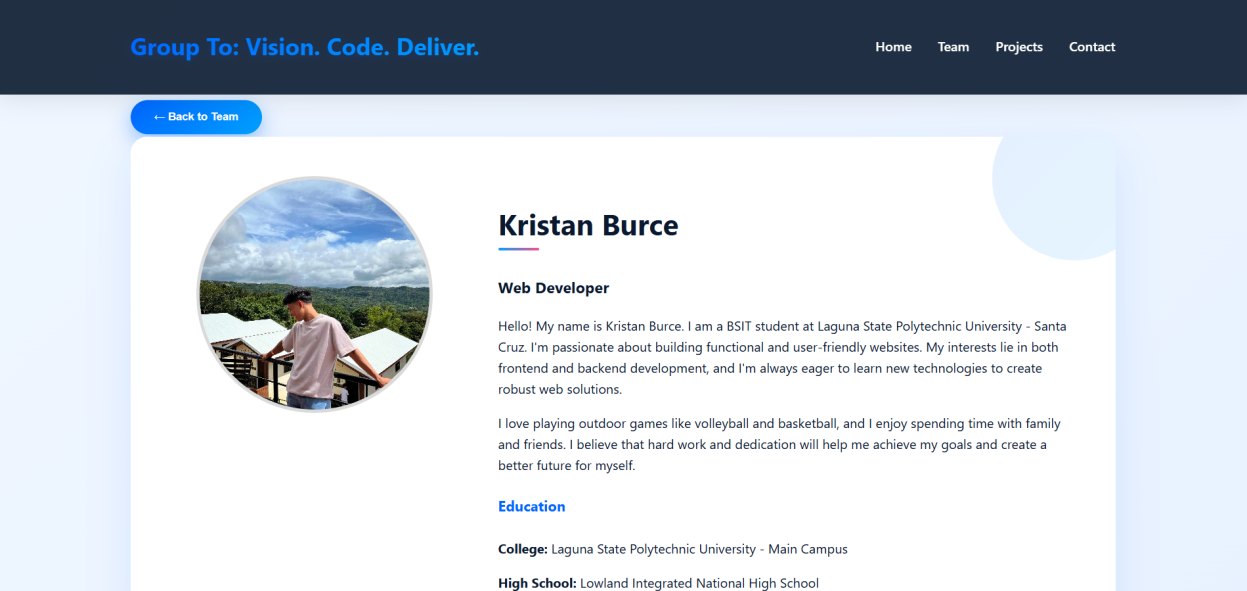 Group To: Vision. Code. Deliver.
Home Team Projects Contact
← Back to Team
Kristan Burce
Web Developer
Hello! My name is Kristan Burce. I am a BSIT student at Laguna State Polytechnic University - Santa
Cruz. I'm passionate about building functional and user-friendly websites. My interests lie in both
frontend and backend development, and I'm always eager to learn new technologies to create
robust web solutions.
I love playing outdoor games like volleyball and basketball, and I enjoy spending time with family
and friends. I believe that hard work and dedication will help me achieve my goals and create a
better future for myself.
Education
College: Laguna State Polytechnic University - Main Campus
High School: Lowland Integrated National High School